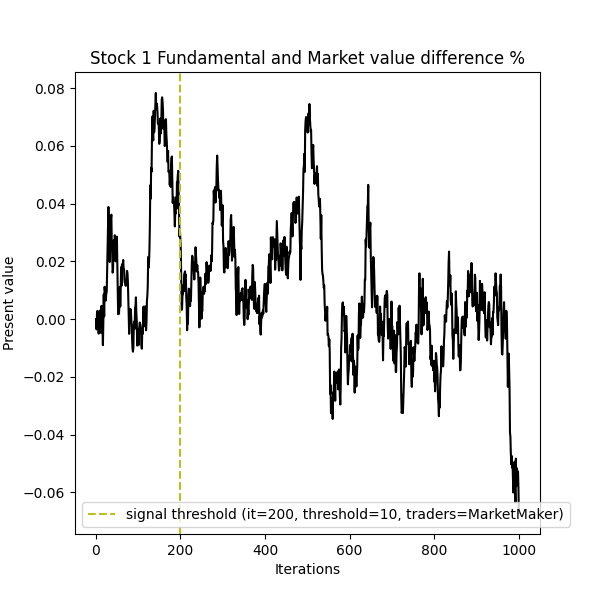 Stock 1 Fundamental and Market value difference %
0.08
0.06
0.04
0.02
0.00
−0.02
−0.04
−0.06
Present value
signal threshold (it=200, threshold=10, traders=MarketMaker)
0 200 400 600 800 1000
Iterations